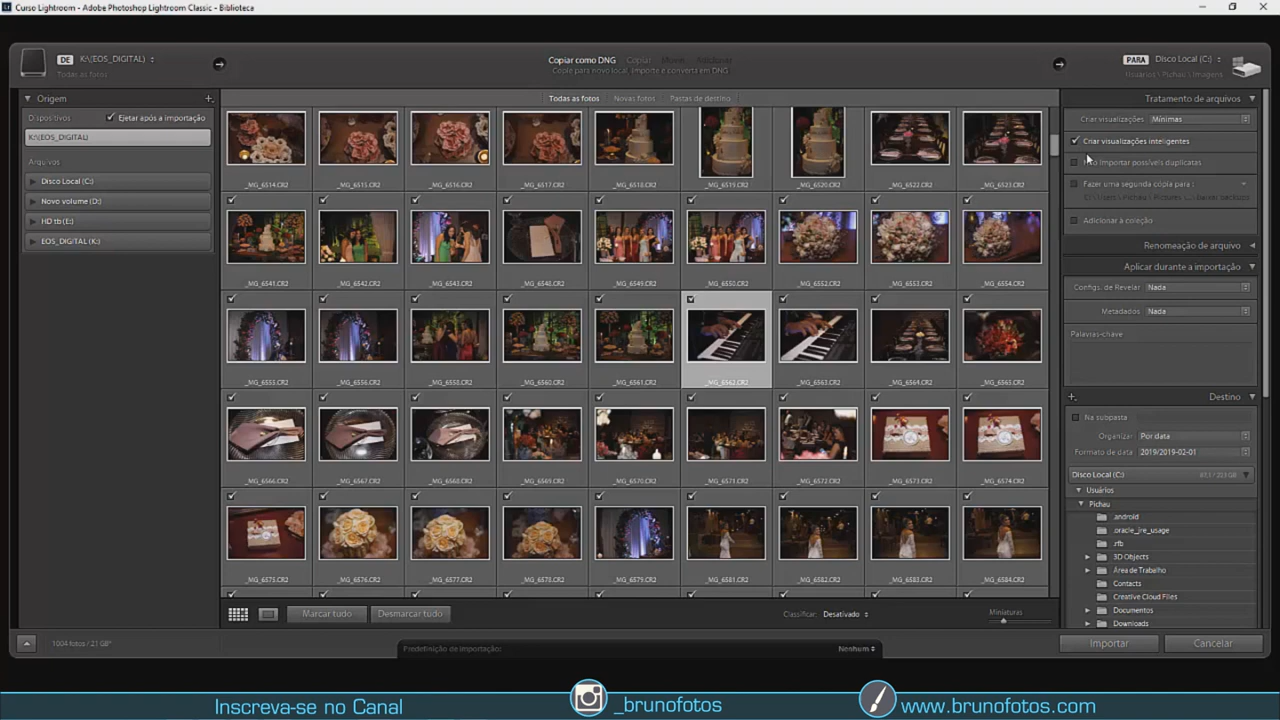 Curso Lightroom - Adobe Photoshop Lightroom Classic - Biblioteca
DE K:\(EOS_DIGITAL)
Todas as fotos
Copiar como DNG Copiar Mover Adicionar
Copie para novo local, importe e converta em DNG
PARA Disco Local (C:)
Usuários \ Pichau \ Imagens
Origem
Dispositivos Ejetar após a importação
K:\(EOS_DIGITAL)
Arquivos
Disco Local (C:)
Novo volume (D:)
HD tb (E:)
EOS_DIGITAL (K:)
Todas as fotos Novas fotos Pastas de destino
_MG_6514.CR2 _MG_6515.CR2 _MG_6516.CR2 _MG_6517.CR2 _MG_6518.CR2 _MG_6519.CR2 _MG_6520.CR2 _MG_6522.CR2 _MG_6523.CR2
_MG_6541.CR2 _MG_6542.CR2 _MG_6543.CR2 _MG_6548.CR2 _MG_6549.CR2 _MG_6550.CR2 _MG_6552.CR2 _MG_6553.CR2 _MG_6554.CR2
_MG_6555.CR2 _MG_6556.CR2 _MG_6558.CR2 _MG_6560.CR2 _MG_6561.CR2 _MG_6562.CR2 _MG_6563.CR2 _MG_6564.CR2 _MG_6565.CR2
_MG_6566.CR2 _MG_6567.CR2 _MG_6568.CR2 _MG_6569.CR2 _MG_6570.CR2 _MG_6571.CR2 _MG_6572.CR2 _MG_6573.CR2 _MG_6574.CR2
_MG_6575.CR2 _MG_6576.CR2 _MG_6577.CR2 _MG_6578.CR2 _MG_6579.CR2 _MG_6581.CR2 _MG_6582.CR2 _MG_6583.CR2 _MG_6584.CR2
Marcar tudo Desmarcar tudo
Classificar: Desativado
Miniaturas
Tratamento de arquivos
Criar visualizações Mínimas
Criar visualizações inteligentes
Não importar possíveis duplicatas
Fazer uma segunda cópia para :
Adicionar à coleção
Renomeação de arquivo
Aplicar durante a importação
Configs. de Revelar Nada
Metadados Nada
Palavras-chave
Destino
Na subpasta
Organizar Por data
Formato de data 2019/2019-02-01
Disco Local (C:)
Usuários
Pichau
.android
.oracle_jre_usage
.rfb
3D Objects
Área de Trabalho
Contacts
Creative Cloud Files
Documentos
Downloads
1004 fotos / 21 GB*
Predefinição de importação: Nenhum
Importar Cancelar
Inscreva-se no Canal
_brunofotos
www.brunofotos.com